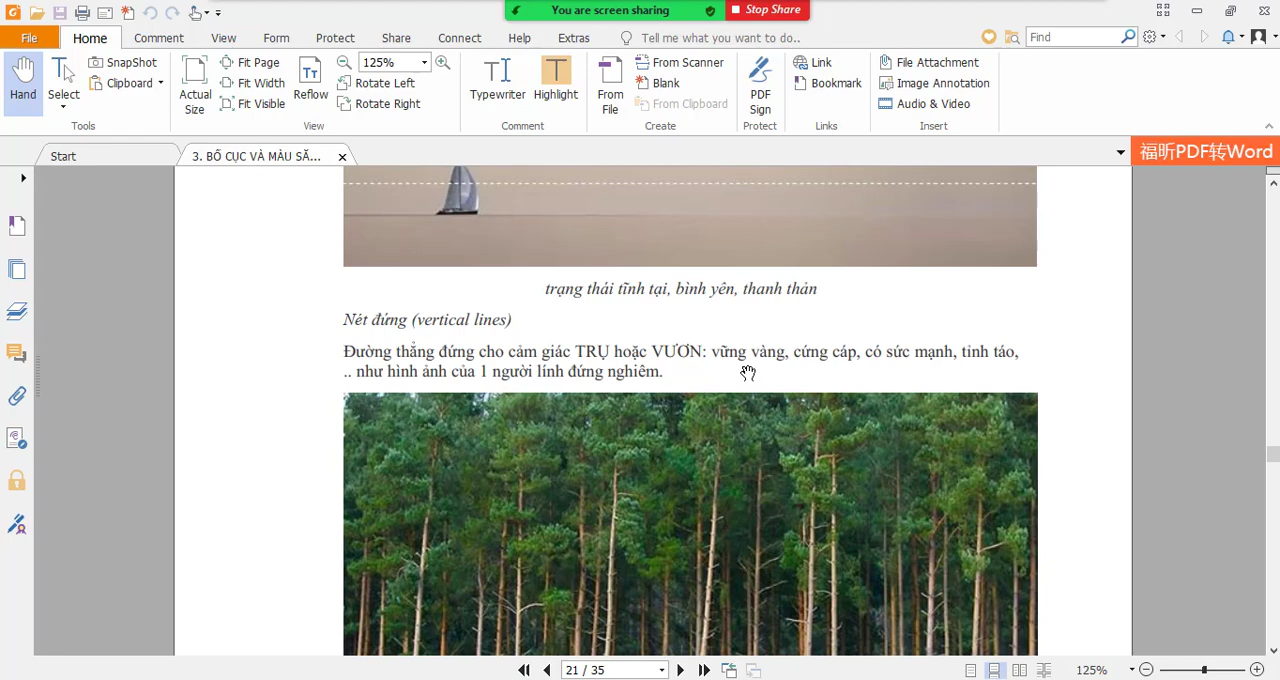 You are screen sharing
Stop Share
File
Home
Comment
View
Form
Protect
Share
Connect
Help
Extras
Tell me what you want to do..
Find
Hand
Select
SnapShot
Clipboard
Tools
Actual
Size
Fit Page
Fit Width
Fit Visible
Reflow
125%
Rotate Left
Rotate Right
View
Typewriter
Highlight
Comment
From
File
From Scanner
Blank
From Clipboard
Create
PDF
Sign
Protect
Link
Bookmark
Links
File Attachment
Image Annotation
Audio & Video
Insert
Start
3. BỐ CỤC VÀ MÀU SẮ...
福昕PDF转Word
trạng thái tĩnh tại, bình yên, thanh thản
Nét đứng (vertical lines)
Đường thẳng đứng cho cảm giác TRỤ hoặc VƯƠN: vững vàng, cứng cáp, có sức mạnh, tỉnh táo,
.. như hình ảnh của 1 người lính đứng nghiêm.
21 / 35
125%